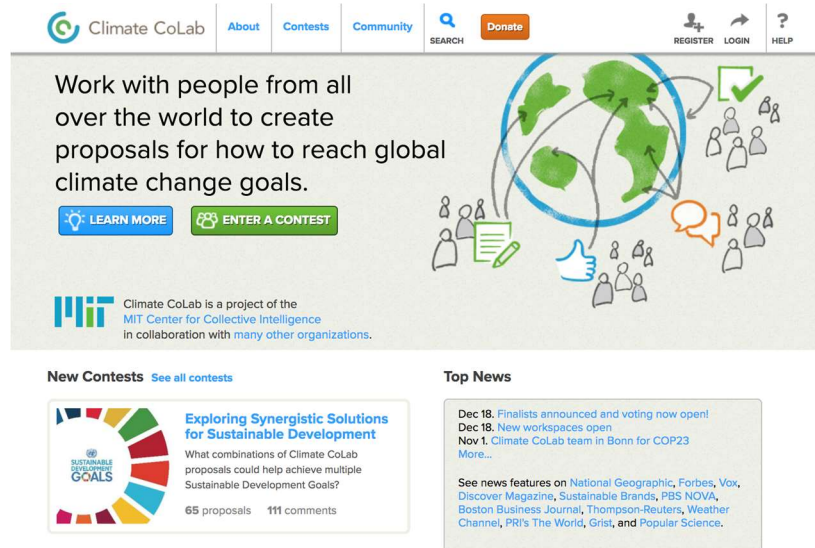 Climate CoLab
About
Contests
Community
SEARCH
Donate
REGISTER
LOGIN
HELP
Work with people from all
over the world to create
proposals for how to reach global
climate change goals.
LEARN MORE
ENTER A CONTEST
MIT
Climate CoLab is a project of the
MIT Center for Collective Intelligence
in collaboration with many other organizations.
New Contests See all contests
SUSTAINABLE
DEVELOPMENT
GOALS
Exploring Synergistic Solutions
for Sustainable Development
What combinations of Climate CoLab
proposals could help achieve multiple
Sustainable Development Goals?
65 proposals 111 comments
Top News
Dec 18. Finalists announced and voting now open!
Dec 18. New workspaces open
Nov 1. Climate CoLab team in Bonn for COP23
More...
See news features on National Geographic, Forbes, Vox,
Discover Magazine, Sustainable Brands, PBS NOVA,
Boston Business Journal, Thompson-Reuters, Weather
Channel, PRI's The World, Grist, and Popular Science.